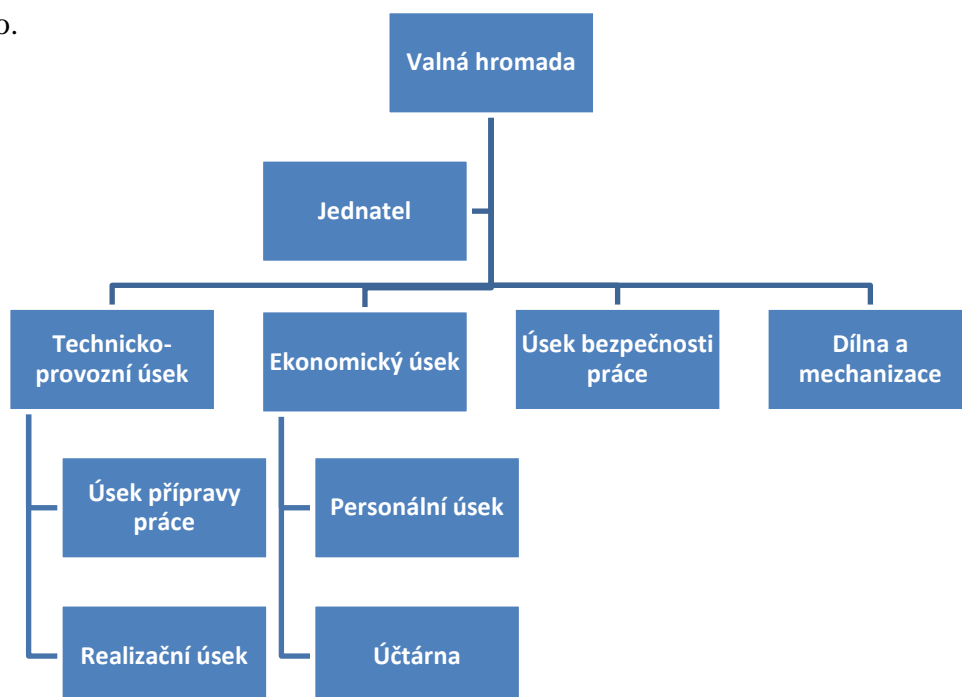 o.
Valná hromada
Jednatel
Technicko-
provozní úsek
Ekonomický úsek
Úsek bezpečnosti
práce
Dílna a
mechanizace
Úsek přípravy
práce
Personální úsek
Realizační úsek
Účtárna